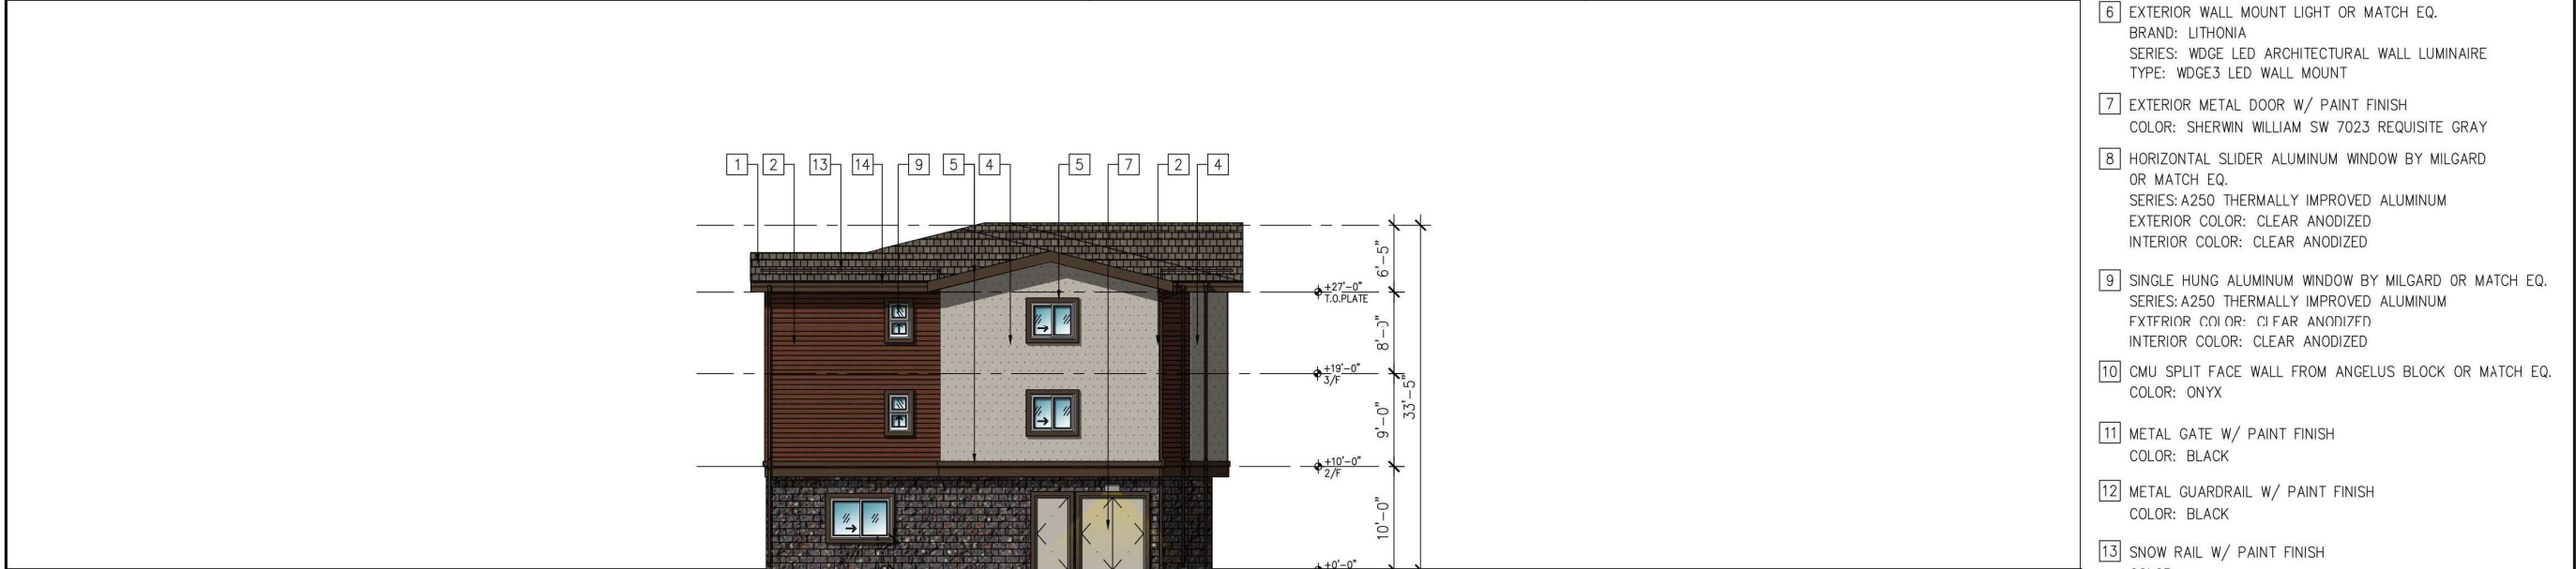 1 2 13 14 9 5 4 5 7 2 4
6'-5"
+27'-0"
T.O.PLATE
8'-0"
+19'-0"
3/F
33'-5"
9'-0"
+10'-0"
2/F
10'-0"
+0'-0"
6 EXTERIOR WALL MOUNT LIGHT OR MATCH EQ.
BRAND: LITHONIA
SERIES: WDGE LED ARCHITECTURAL WALL LUMINAIRE
TYPE: WDGE3 LED WALL MOUNT
7 EXTERIOR METAL DOOR W/ PAINT FINISH
COLOR: SHERWIN WILLIAM SW 7023 REQUISITE GRAY
8 HORIZONTAL SLIDER ALUMINUM WINDOW BY MILGARD
OR MATCH EQ.
SERIES: A250 THERMALLY IMPROVED ALUMINUM
EXTERIOR COLOR: CLEAR ANODIZED
INTERIOR COLOR: CLEAR ANODIZED
9 SINGLE HUNG ALUMINUM WINDOW BY MILGARD OR MATCH EQ.
SERIES: A250 THERMALLY IMPROVED ALUMINUM
EXTERIOR COLOR: CLEAR ANODIZED
INTERIOR COLOR: CLEAR ANODIZED
10 CMU SPLIT FACE WALL FROM ANGELUS BLOCK OR MATCH EQ.
COLOR: ONYX
11 METAL GATE W/ PAINT FINISH
COLOR: BLACK
12 METAL GUARDRAIL W/ PAINT FINISH
COLOR: BLACK
13 SNOW RAIL W/ PAINT FINISH